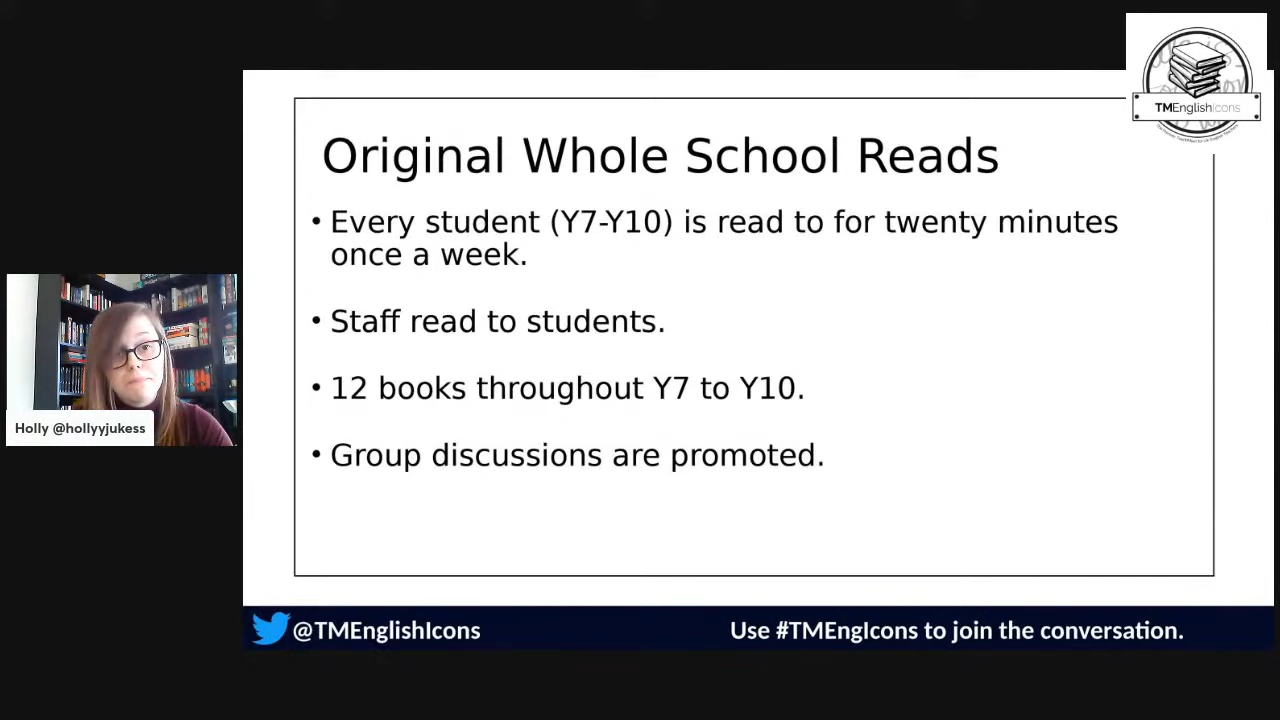 TMEnglishIcons
Original Whole School Reads
• Every student (Y7-Y10) is read to for twenty minutes
once a week.
• Staff read to students.
• 12 books throughout Y7 to Y10.
• Group discussions are promoted.
Holly @hollyyjukess
@TMEnglishIcons
Use #TMEngIcons to join the conversation.